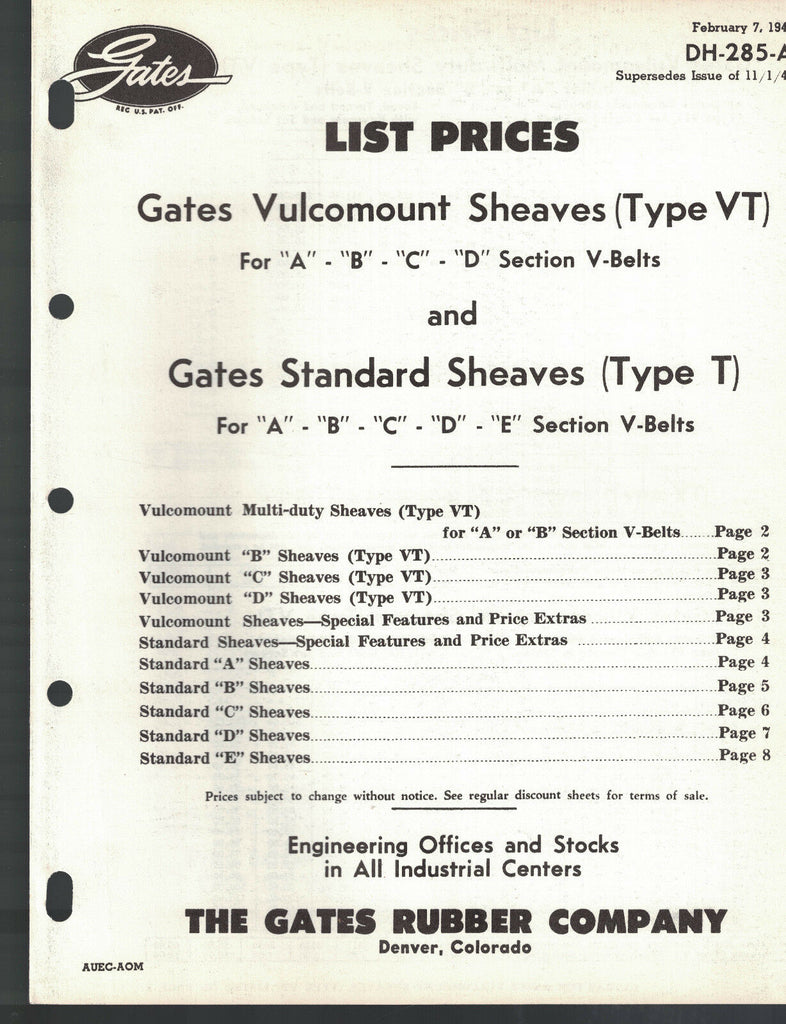 Gates
REG U.S. PAT. OFF.
February 7, 194
DH-285-A
Supersedes Issue of 11/1/4
LIST PRICES
Gates Vulcomount Sheaves (Type VT)
For "A" - "B" - "C" - "D" Section V-Belts
and
Gates Standard Sheaves (Type T)
For "A" - "B" - "C" - "D" - "E" Section V-Belts
Vulcomount Multi-duty Sheaves (Type VT)
for "A" or "B" Section V-Belts........Page 2
Vulcomount "B" Sheaves (Type VT)........Page 2
Vulcomount "C" Sheaves (Type VT)........Page 3
Vulcomount "D" Sheaves (Type VT)........Page 3
Vulcomount Sheaves—Special Features and Price Extras ........Page 3
Standard Sheaves—Special Features and Price Extras ........Page 4
Standard "A" Sheaves........Page 4
Standard "B" Sheaves........Page 5
Standard "C" Sheaves........Page 6
Standard "D" Sheaves........Page 7
Standard "E" Sheaves........Page 8
Prices subject to change without notice. See regular discount sheets for terms of sale.
Engineering Offices and Stocks
in All Industrial Centers
THE GATES RUBBER COMPANY
Denver, Colorado
AUEC-AOM